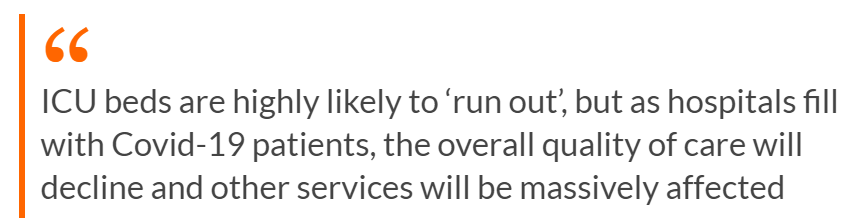 “
ICU beds are highly likely to ‘run out’, but as hospitals fill
with Covid-19 patients, the overall quality of care will
decline and other services will be massively affected